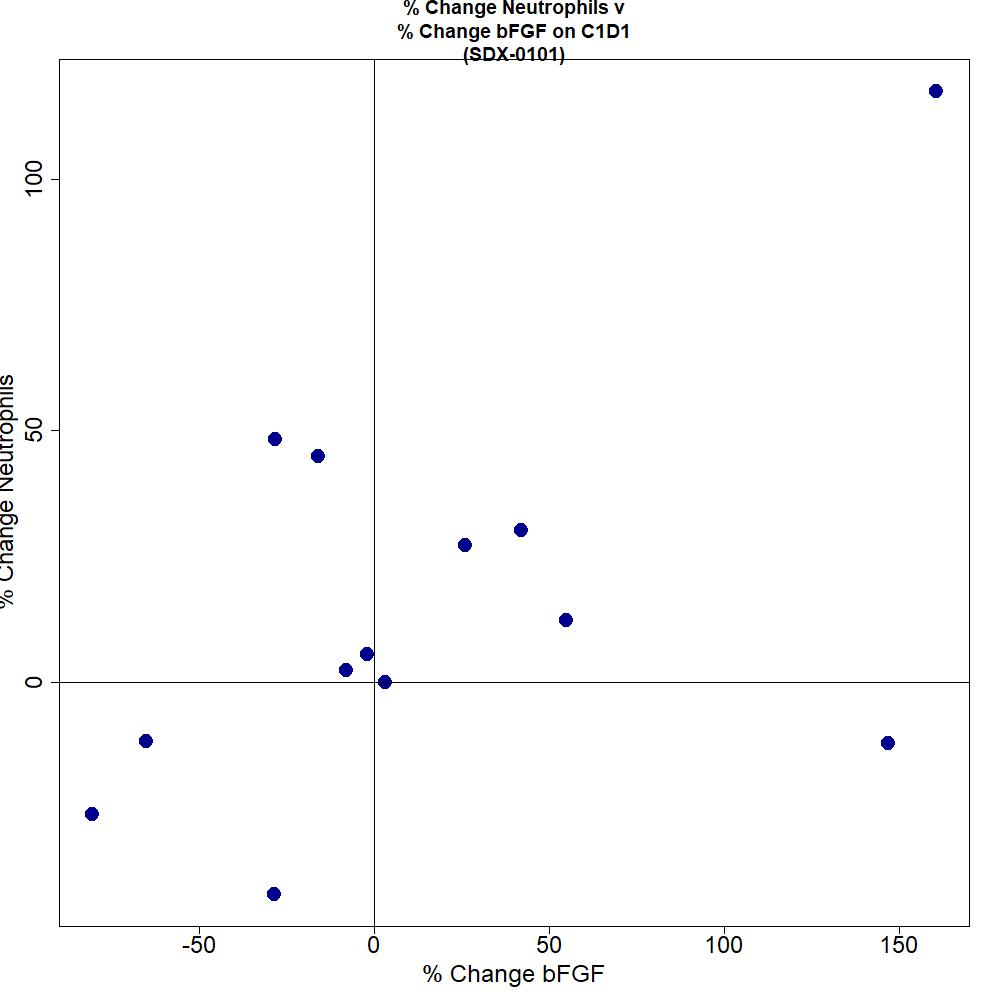 % Change Neutrophils v
% Change bFGF on C1D1
(SDX-0101)
% Change Neutrophils
100
50
0
-50
0
50
100
150
% Change bFGF